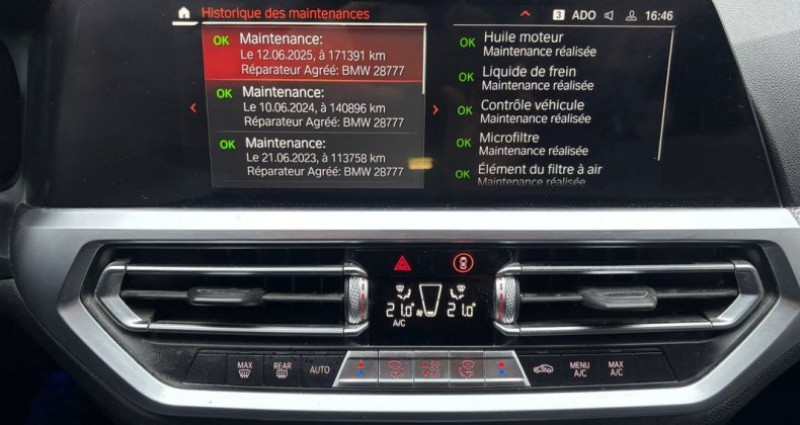 Historique des maintenances
3 ADO 16:46
OK Maintenance:
Le 12.06.2025, à 171391 km
Réparateur Agréé: BMW 28777
OK Maintenance:
Le 10.06.2024, à 140896 km
Réparateur Agréé: BMW 28777
OK Maintenance:
Le 21.06.2023, à 113758 km
Réparateur Agréé: BMW 28777
OK Huile moteur
Maintenance réalisée
OK Liquide de frein
Maintenance réalisée
OK Contrôle véhicule
Maintenance réalisée
OK Microfiltre
Maintenance réalisée
OK Élément du filtre à air
Maintenance réalisée
21.0° 21.0°
A/C
MAX
REAR
AUTO
MENU
A/C
MAX
A/C